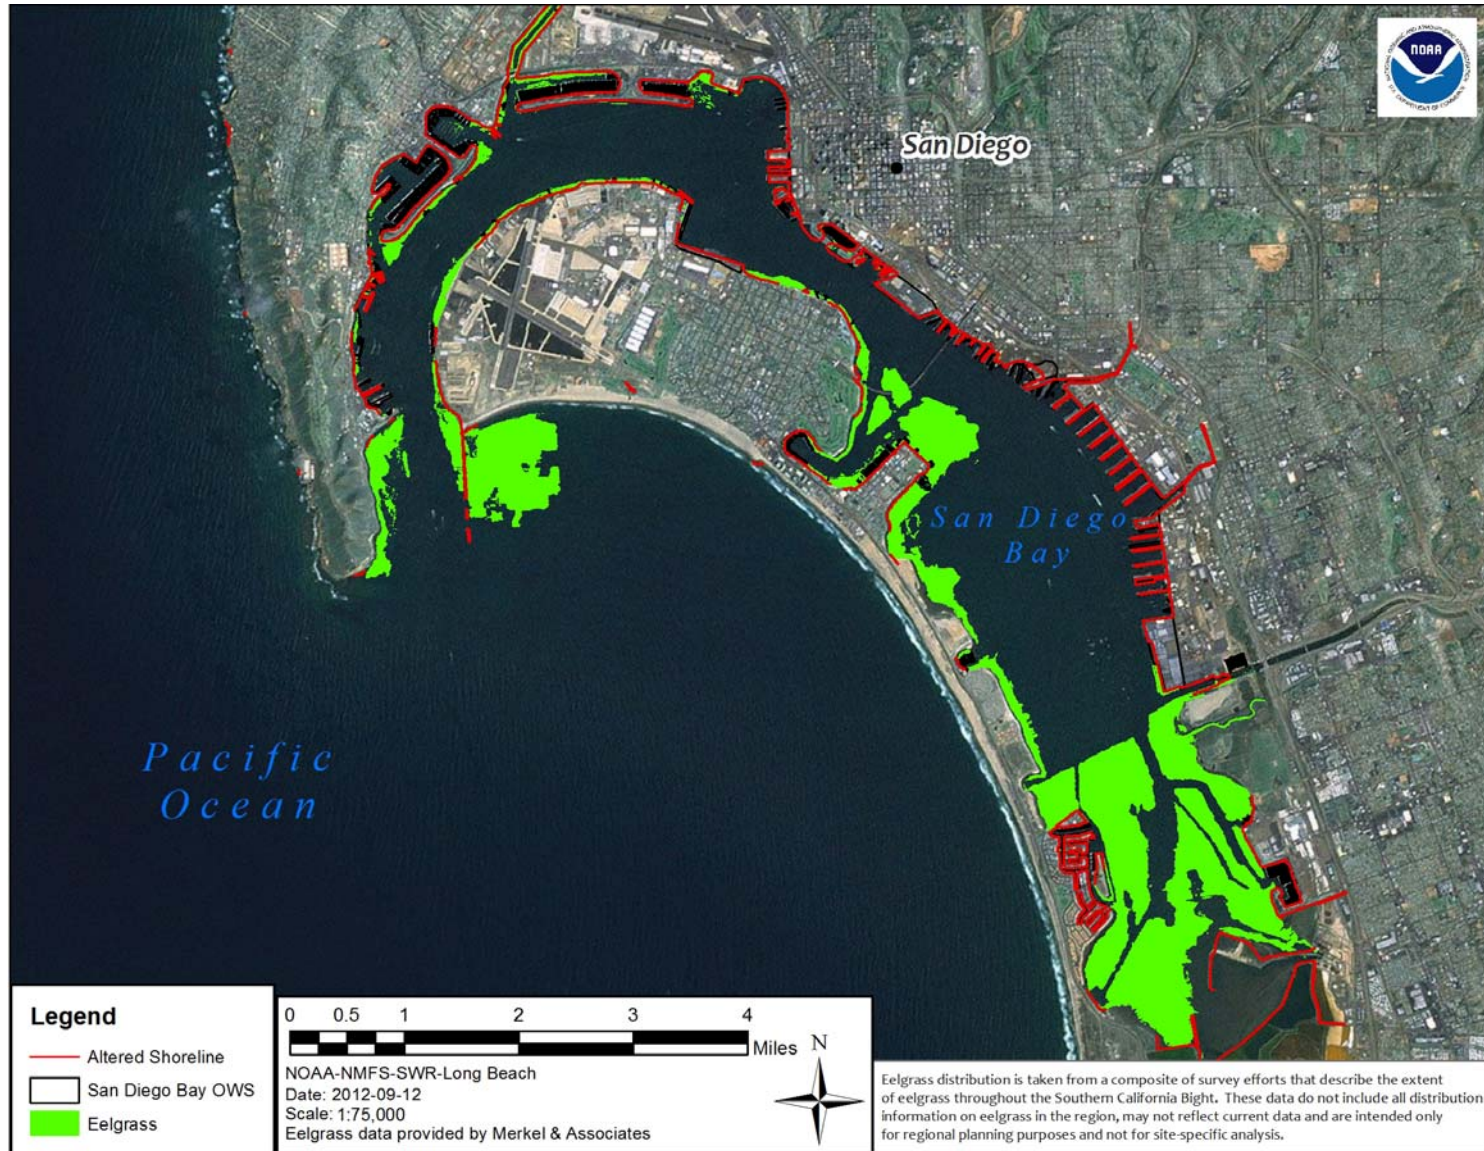 NOAA
NATIONAL OCEANIC AND ATMOSPHERIC ADMINISTRATION
U.S. DEPARTMENT OF COMMERCE
San Diego
San Diego
Bay
Pacific
Ocean
Legend
Altered Shoreline
San Diego Bay OWS
Eelgrass
0 0.5 1 2 3 4
Miles N
NOAA-NMFS-SWR-Long Beach
Date: 2012-09-12
Scale: 1:75,000
Eelgrass data provided by Merkel & Associates
Eelgrass distribution is taken from a composite of survey efforts that describe the extent
of eelgrass throughout the Southern California Bight. These data do not include all distribution
information on eelgrass in the region, may not reflect current data and are intended only
for regional planning purposes and not for site-specific analysis.